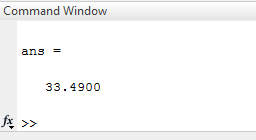 Command Window
ans =
33.4900
fx >>